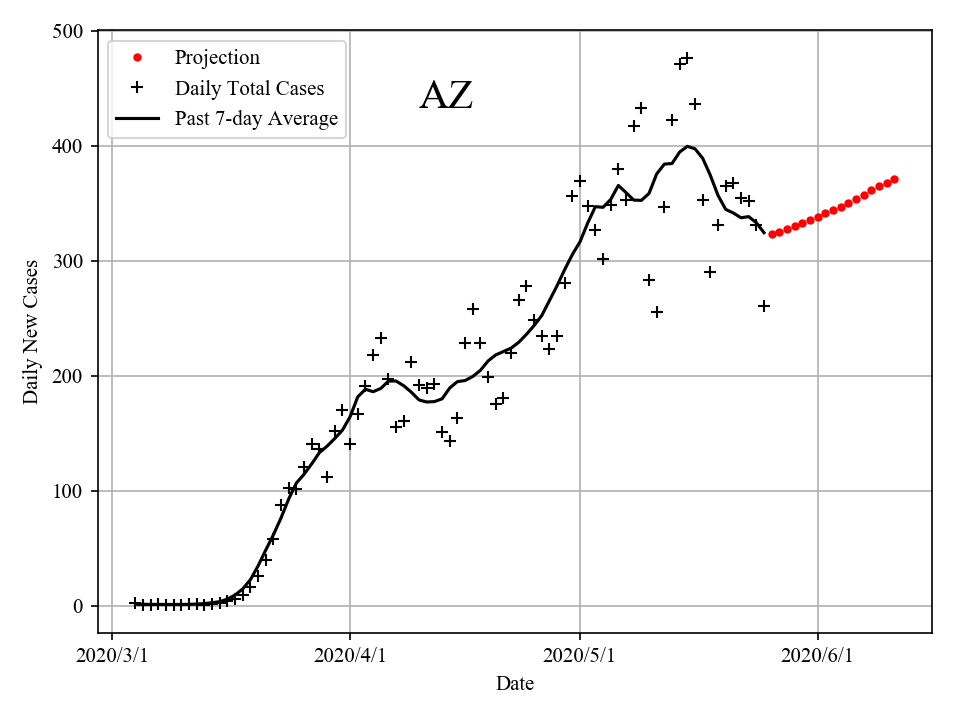 500
400
300
200
100
0
Daily New Cases
Projection
Daily Total Cases
Past 7-day Average
AZ
2020/3/1
2020/4/1
2020/5/1
2020/6/1
Date